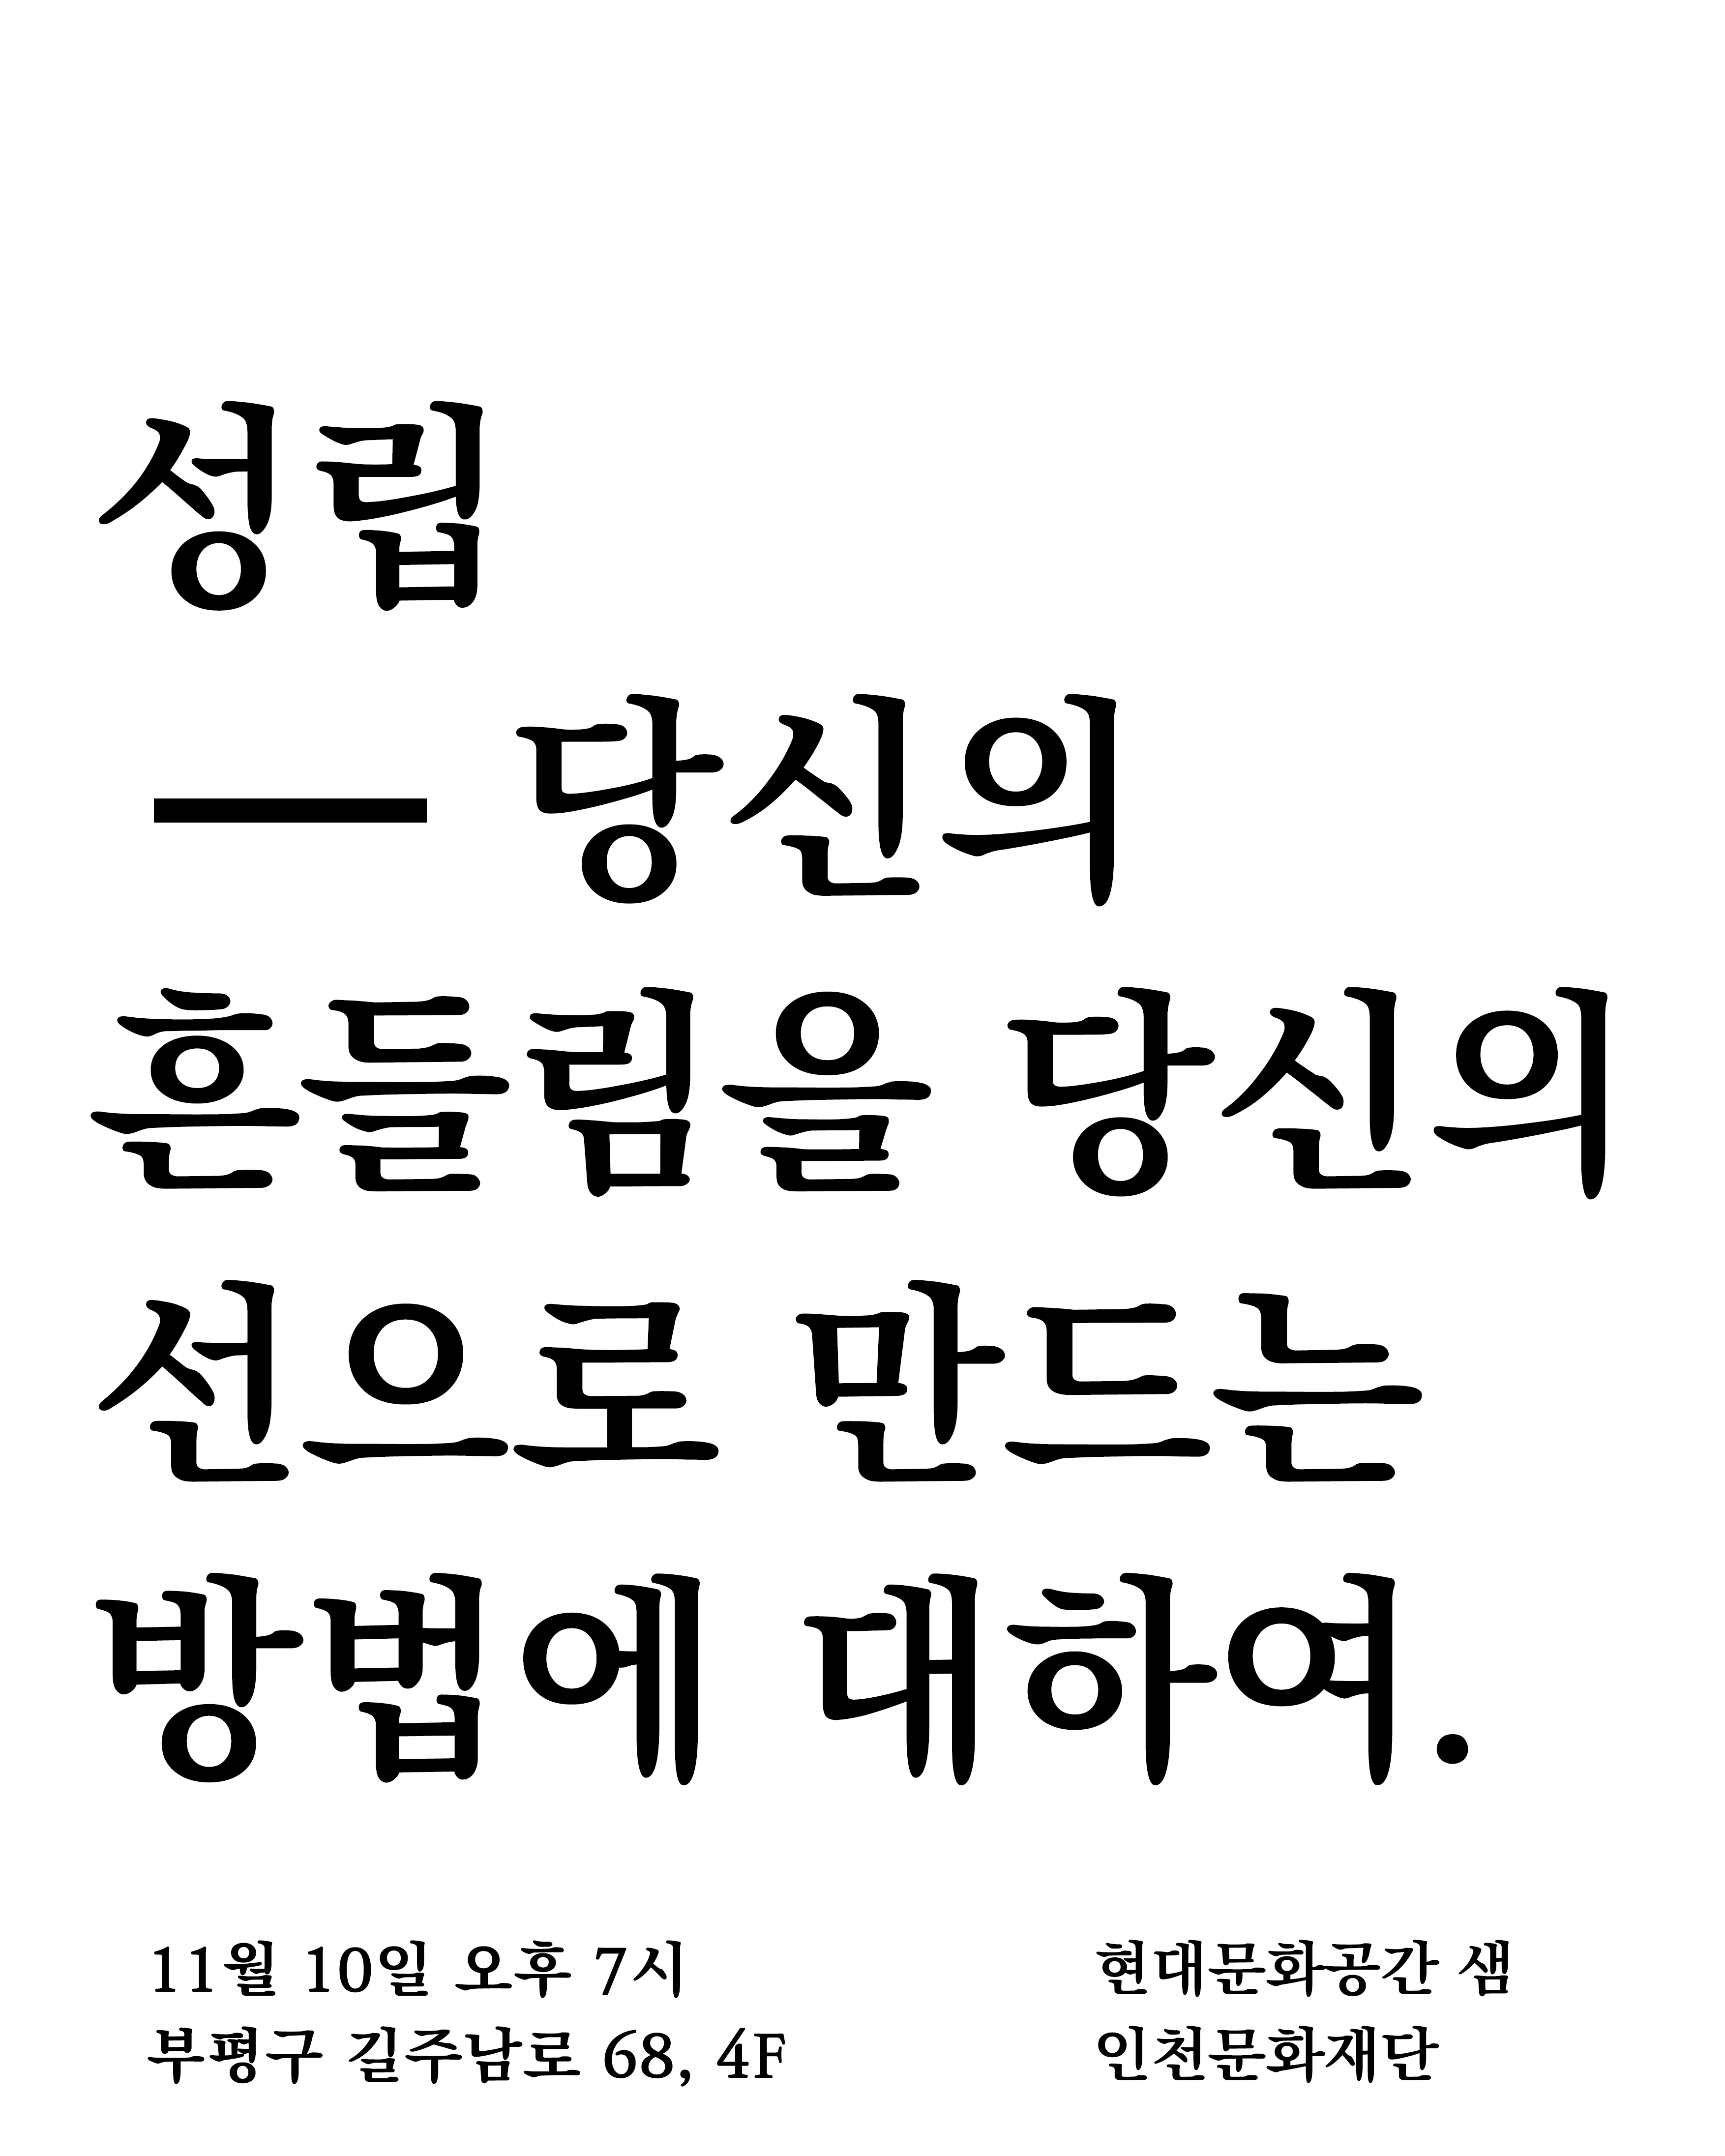 성립
— 당신의
흔들림을 당신의
선으로 만드는
방법에 대하여.
11월 10일 오후 7시
부평구 길주남로 68, 4F
현대문화공간 샘
인천문화재단